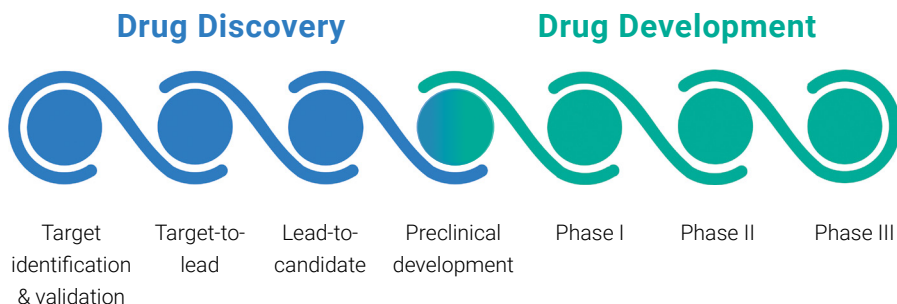 Drug Discovery
Drug Development
Target
identification
& validation
Target-to-
lead
Lead-to-
candidate
Preclinical
development
Phase I
Phase II
Phase III